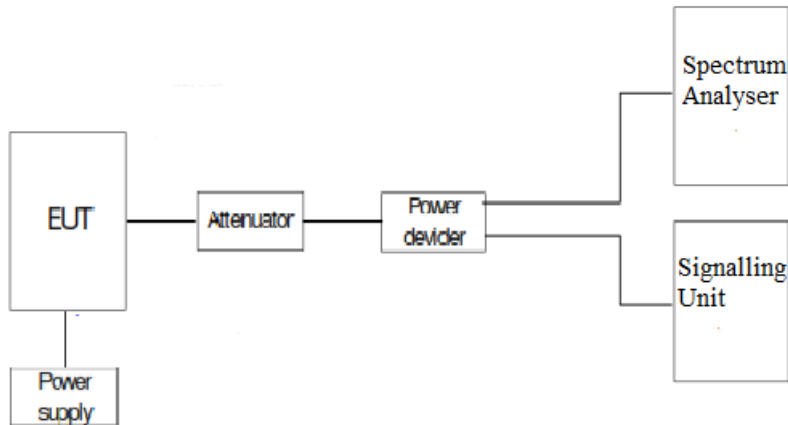 Spectrum
Analyser
EUT
Attenuator
Power
devider
Signalling
Unit
Power
supply